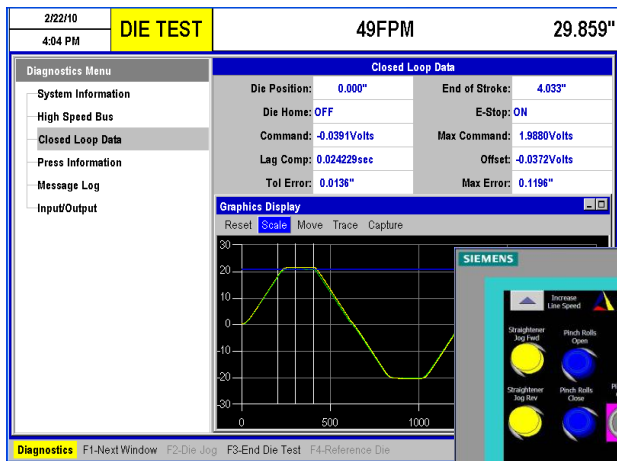 2/22/10
4:04 PM
DIE TEST
49FPM
29.859"
Diagnostics Menu
System Information
High Speed Bus
Closed Loop Data
Press Information
Message Log
Input/Output
Closed Loop Data
Die Position: 0.000" End of Stroke: 4.033"
Die Home: OFF E-Stop: ON
Command: -0.0391Volts Max Command: 1.9880Volts
Lag Comp: 0.024229sec Offset: -0.0372Volts
Tol Error: 0.0136" Max Error: 0.1196"
Graphics Display
Reset Scale Move Trace Capture
30
20
10
0
-10
-20
-30
0 500 1000
SIEMENS
Increase
Line Speed
Straightener
Jog Fwd
Pinch Rolls
Open
Straightener
Jog Rev
Pinch Rolls
Close
Diagnostics F1-Next Window F2-Die Jog F3-End Die Test F4-Reference Die